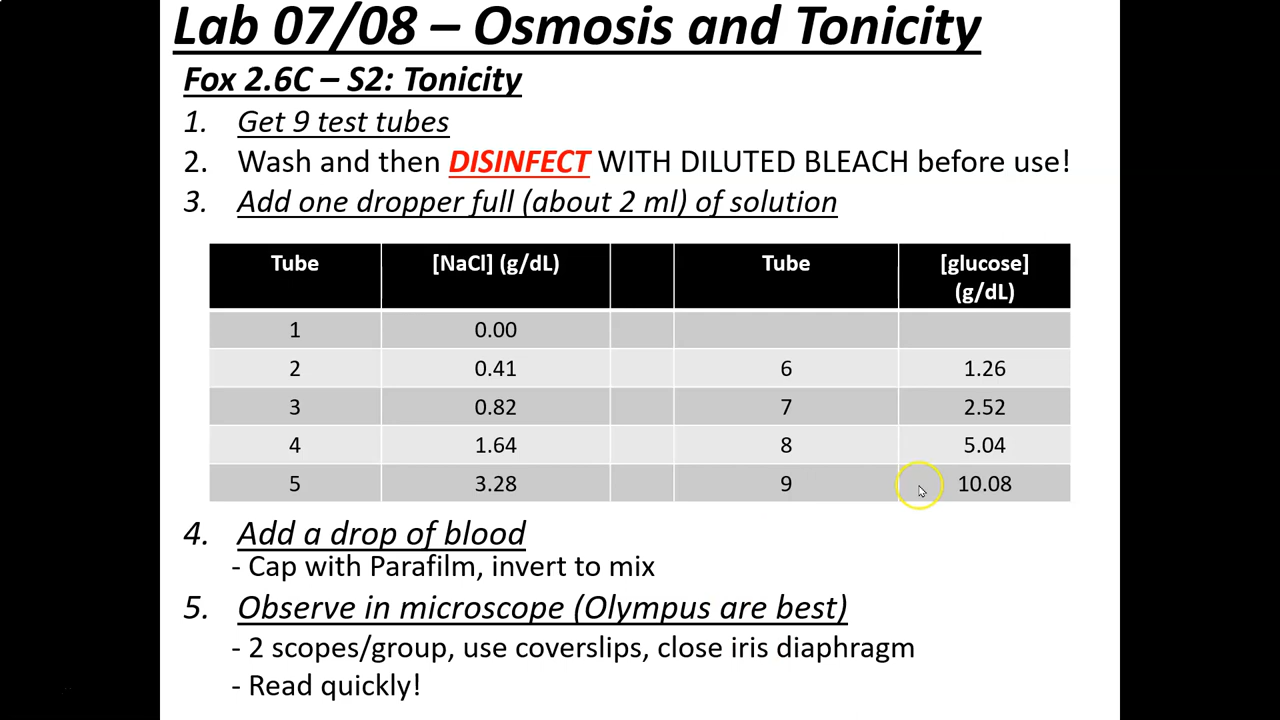 Lab 07/08 – Osmosis and Tonicity
Fox 2.6C – S2: Tonicity
1. Get 9 test tubes
2. Wash and then DISINFECT WITH DILUTED BLEACH before use!
3. Add one dropper full (about 2 ml) of solution
Tube [NaCl] (g/dL) Tube [glucose] (g/dL)
1 0.00
2 0.41 6 1.26
3 0.82 7 2.52
4 1.64 8 5.04
5 3.28 9 10.08
4. Add a drop of blood
- Cap with Parafilm, invert to mix
5. Observe in microscope (Olympus are best)
- 2 scopes/group, use coverslips, close iris diaphragm
- Read quickly!